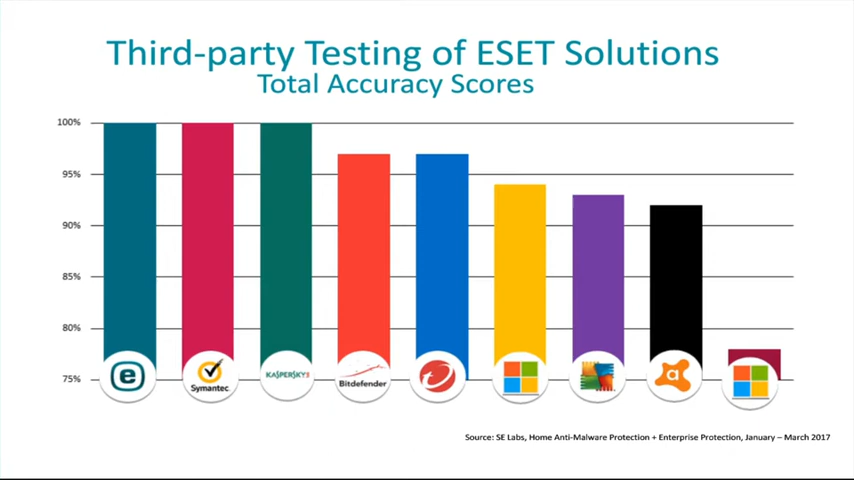 Third-party Testing of ESET Solutions
Total Accuracy Scores
100%
95%
90%
85%
80%
75%
e
Symantec
KASPERSKY
Bitdefender
a
Source: SE Labs, Home Anti-Malware Protection + Enterprise Protection, January – March 2017